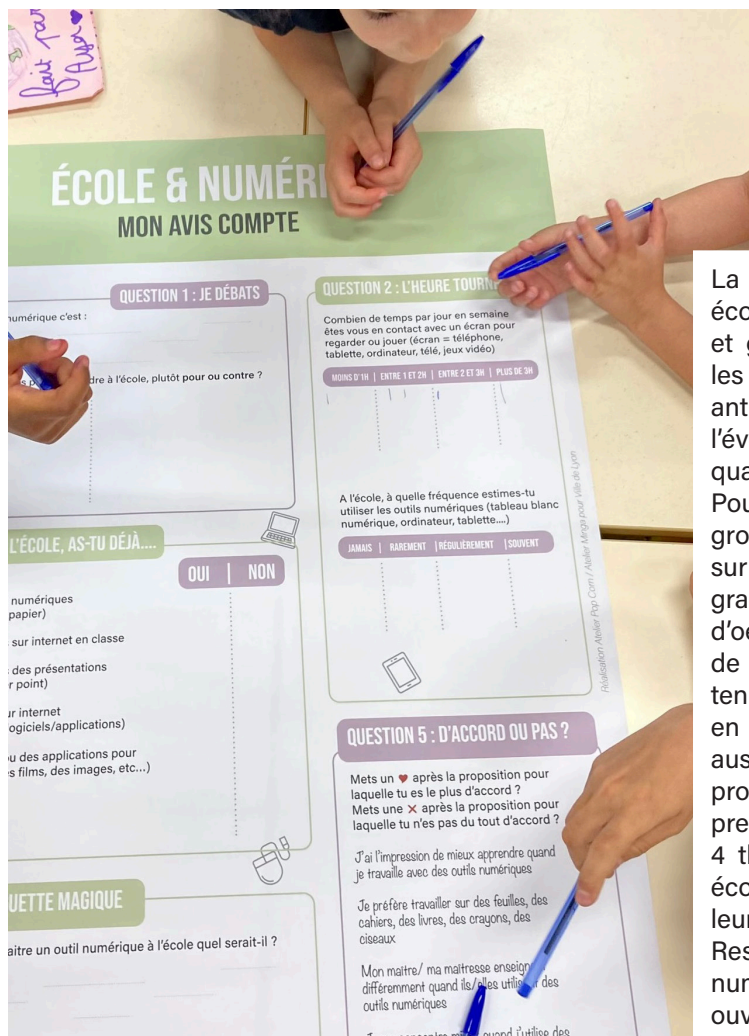 fait par
Aya
ÉCOLE & NUMÉRI
MON AVIS COMPTE
QUESTION 1 : JE DÉBATS
numérique c'est :
dre à l'école, plutôt pour ou contre ?
QUESTION 2 : L'HEURE TOURN
Combien de temps par jour en semaine
êtes vous en contact avec un écran pour
regarder ou jouer (écran = téléphone,
tablette, ordinateur, télé, jeux vidéo)
MOINS D'1H | ENTRE 1 ET 2H | ENTRE 2 ET 3H | PLUS DE 3H
A l'école, à quelle fréquence estimes-tu
utiliser les outils numériques (tableau blanc
numérique, ordinateur, tablette....)
JAMAIS | RAREMENT | RÉGULIÈREMENT | SOUVENT
Réalisation Atelier Pop Corn / Atelier Minga pour Ville de Lyon
L'ÉCOLE, AS-TU DÉJÀ....
OUI | NON
numériques
papier)
sur internet en classe
des présentations
r point)
ur internet
ogiciels/applications)
u des applications pour
s films, des images, etc...)
UETTE MAGIQUE
aitre un outil numérique à l'école quel serait-il ?
QUESTION 5 : D'ACCORD OU PAS ?
Mets un ♥ après la proposition pour
laquelle tu es le plus d'accord ?
Mets une × après la proposition pour
laquelle tu n'es pas du tout d'accord ?
J'ai l'impression de mieux apprendre quand
je travaille avec des outils numériques
Je préfère travailler sur des feuilles, des
cahiers, des livres, des crayons, des
ciseaux
Mon maître/ ma maîtresse enseign
différemment quand ils/elles utilis des
outils numériques
quand j'utilise des
La
éco
et g
les
ant
l'év
qua
Pou
gro
sur
gra
d'oe
de
ten
en
aus
pro
pre
4 th
éco
leur
Res
nur
ouv